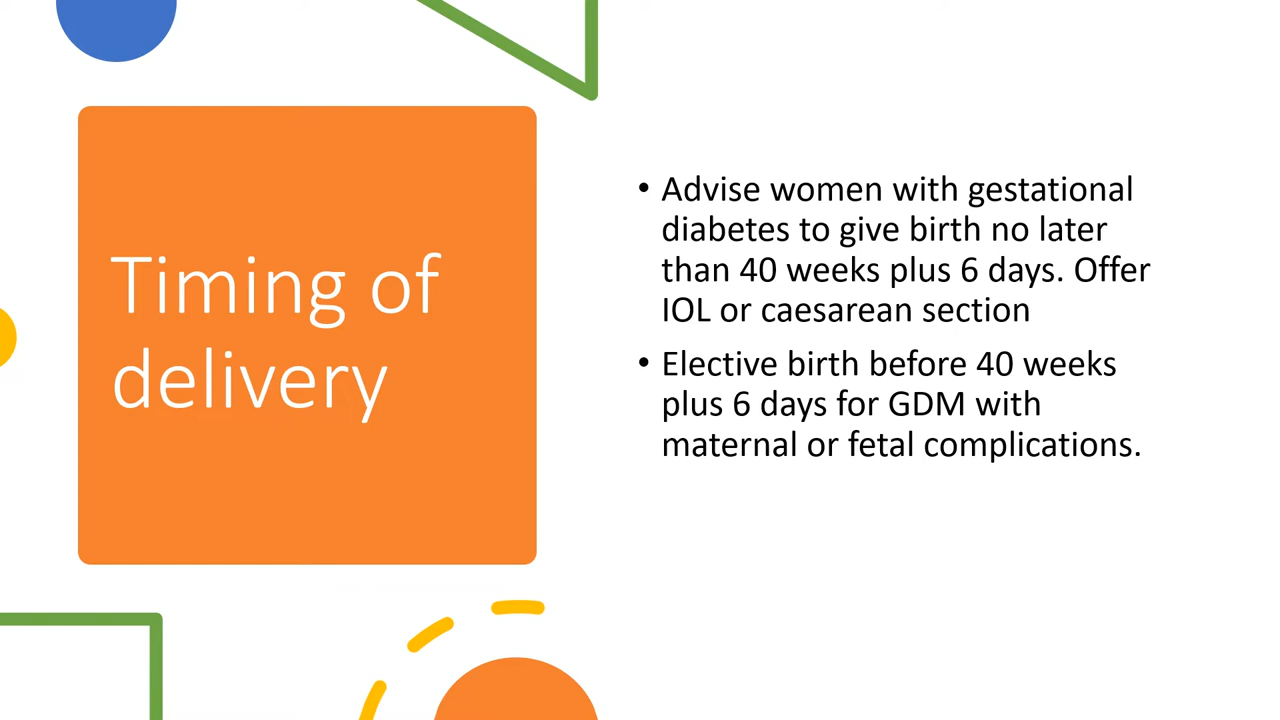 Timing of
delivery
• Advise women with gestational
diabetes to give birth no later
than 40 weeks plus 6 days. Offer
IOL or caesarean section
• Elective birth before 40 weeks
plus 6 days for GDM with
maternal or fetal complications.